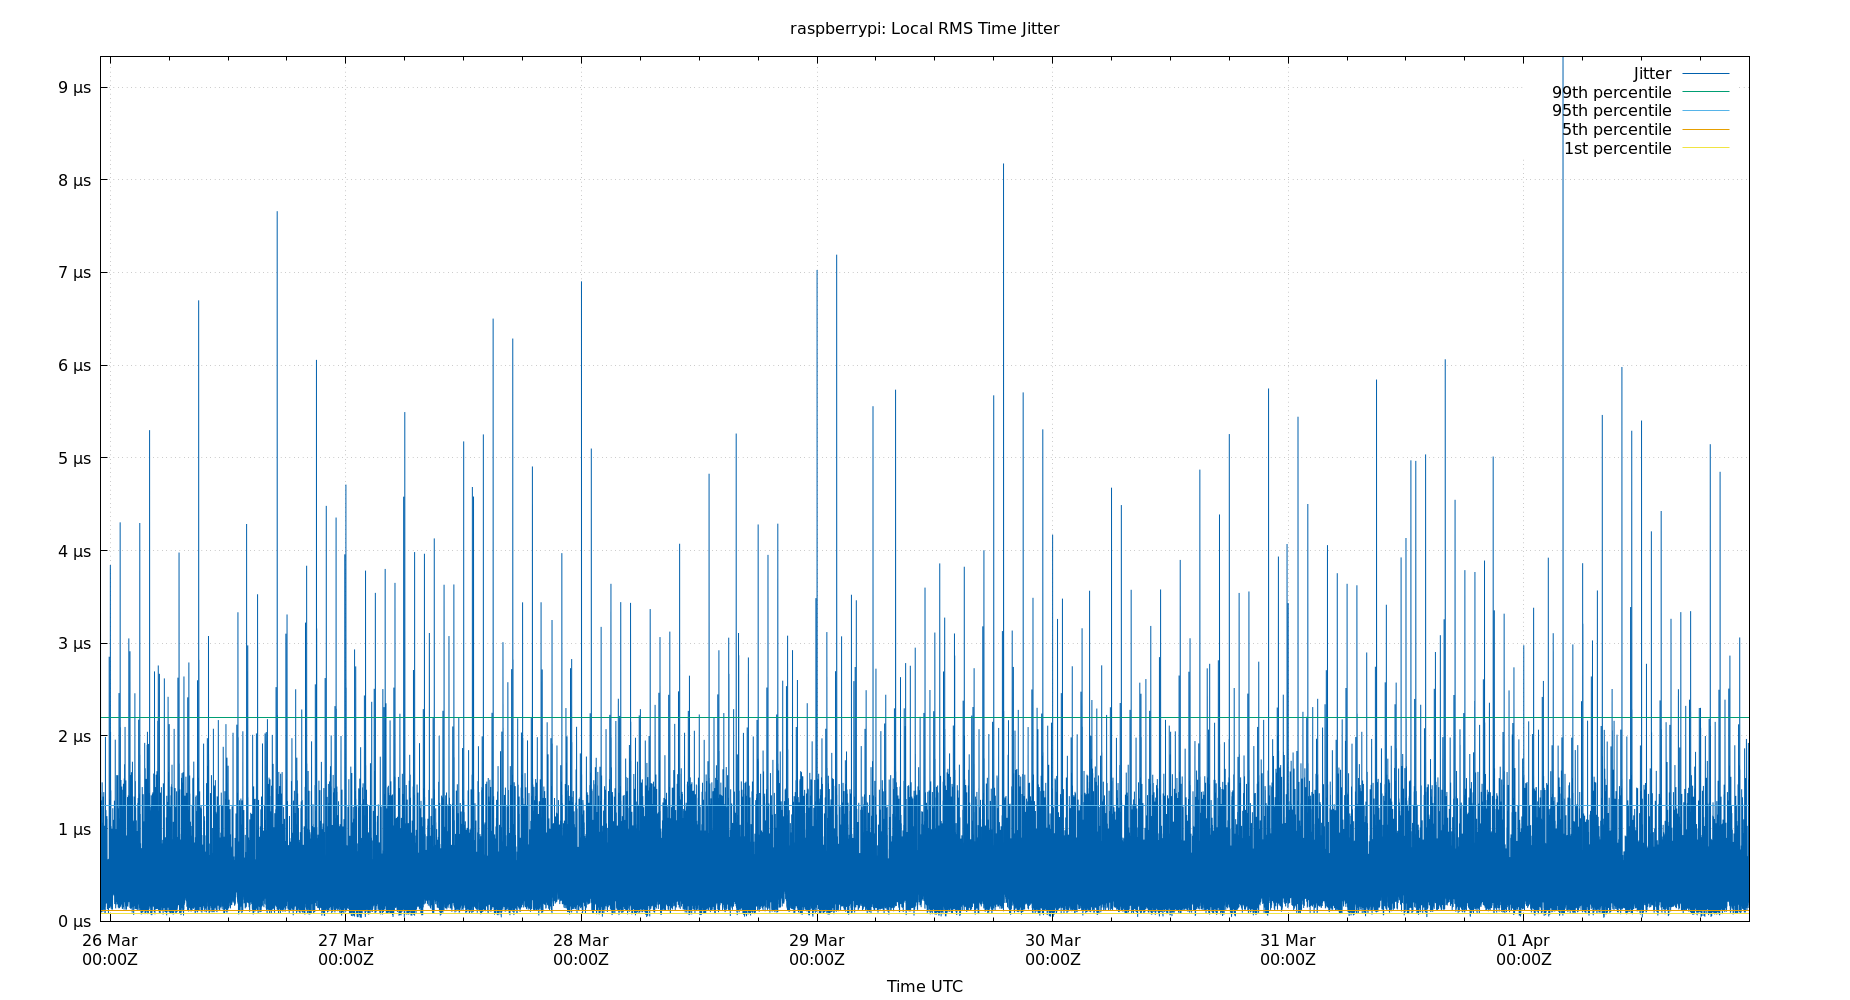 raspberrypi: Local RMS Time Jitter
Jitter
99th percentile
95th percentile
5th percentile
1st percentile
9 µs
8 µs
7 µs
6 µs
5 µs
4 µs
3 µs
2 µs
1 µs
0 µs
26 Mar 27 Mar 28 Mar 29 Mar 30 Mar 31 Mar 01 Apr
00:00Z 00:00Z 00:00Z 00:00Z 00:00Z 00:00Z 00:00Z
Time UTC